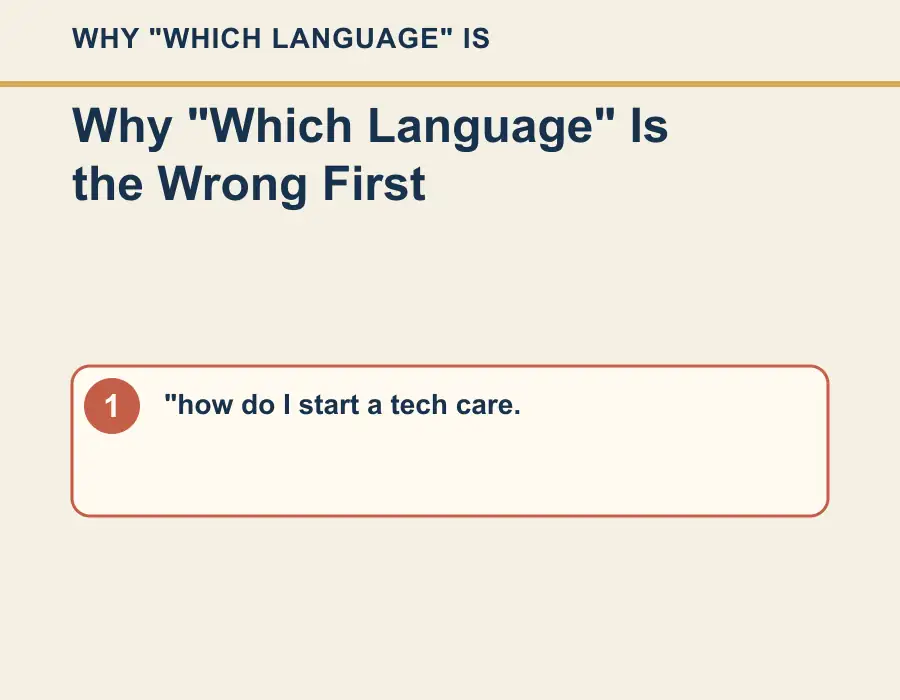 WHY "WHICH LANGUAGE" IS
Why "Which Language" Is
the Wrong First
1
"how do I start a tech care.